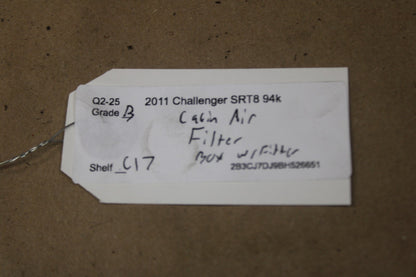 Q2-25 2011 Challenger SRT8 94k
Grade B Cabin Air
Filter
Box w/Filter
Shelf C17 2B3CJ7DJ9BH526651